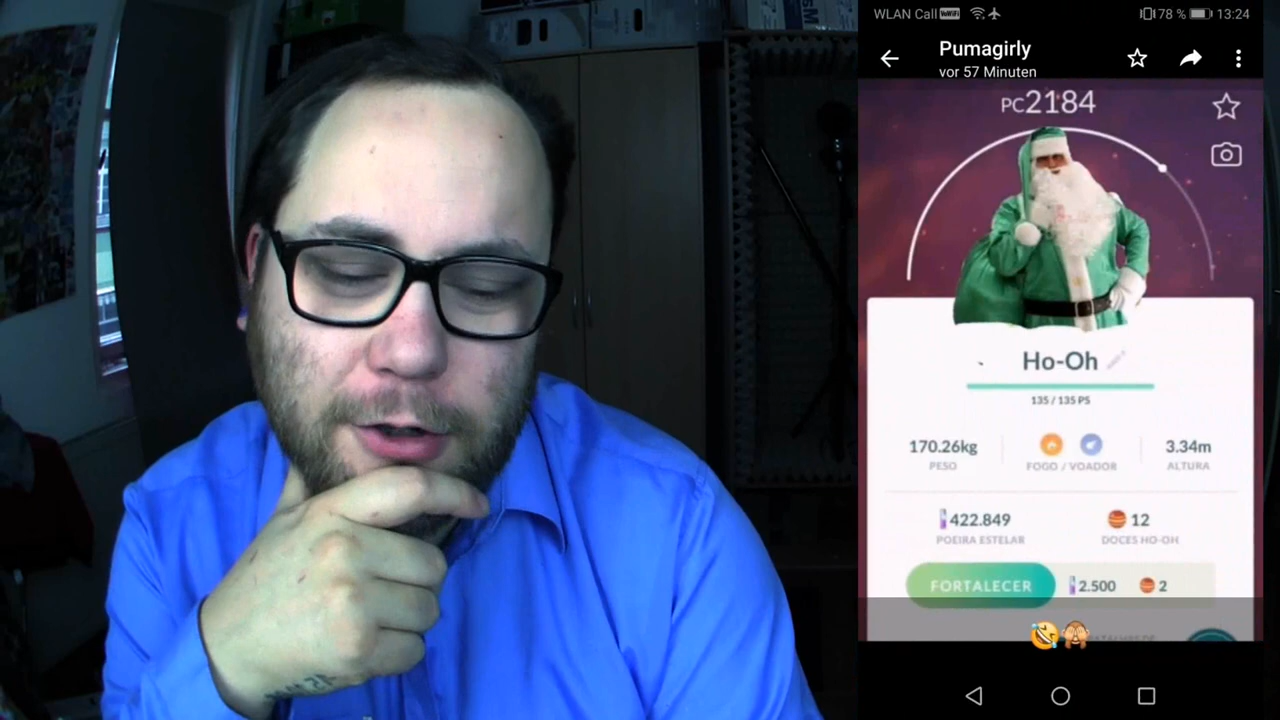 WLAN Call VoWiFi 78 % 13:24
Pumagirly
vor 57 Minuten
PC2184
Ho-Oh
135 / 135 PS
170.26kg
PESO
FOGO / VOADOR
3.34m
ALTURA
422.849
POEIRA ESTELAR
12
DOCES HO-OH
FORTALECER
2.500
2